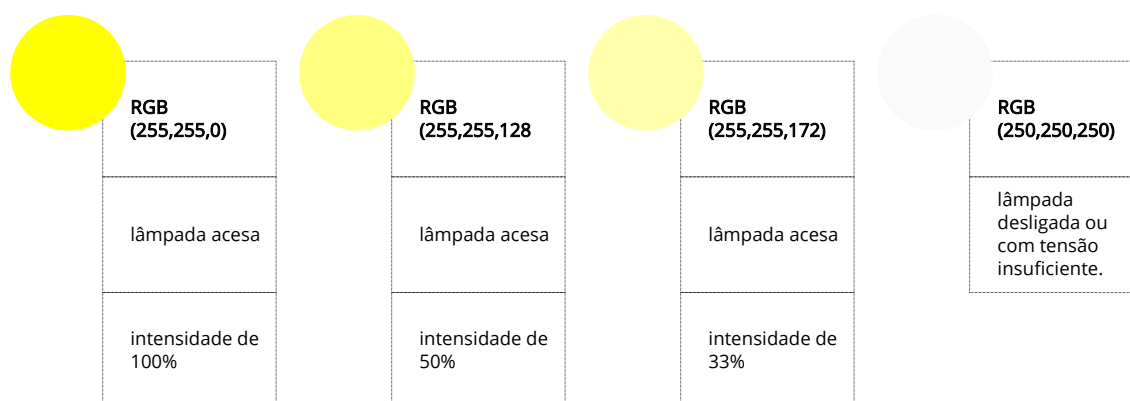 RGB
(255,255,0)
lâmpada acesa
intensidade de
100%
RGB
(255,255,128
lâmpada acesa
intensidade de
50%
RGB
(255,255,172)
lâmpada acesa
intensidade de
33%
RGB
(250,250,250)
lâmpada
desligada ou
com tensão
insuficiente.